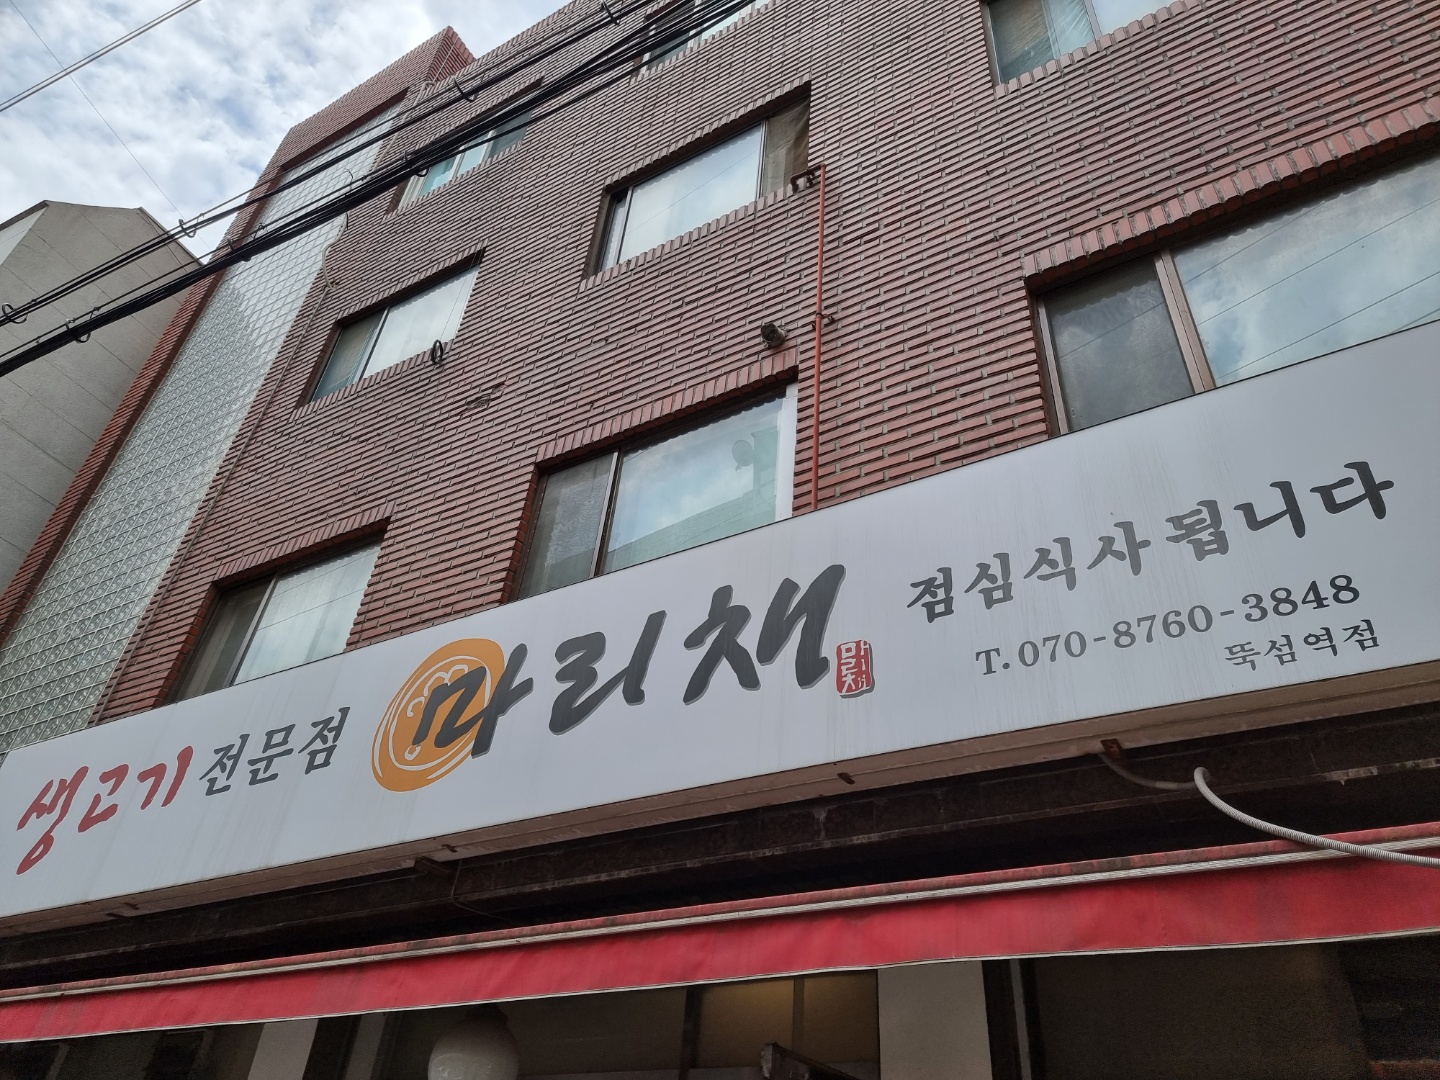 생고기 전문점
마리채
점심식사 됩니다
T.070-8760-3848
뚝섬역점